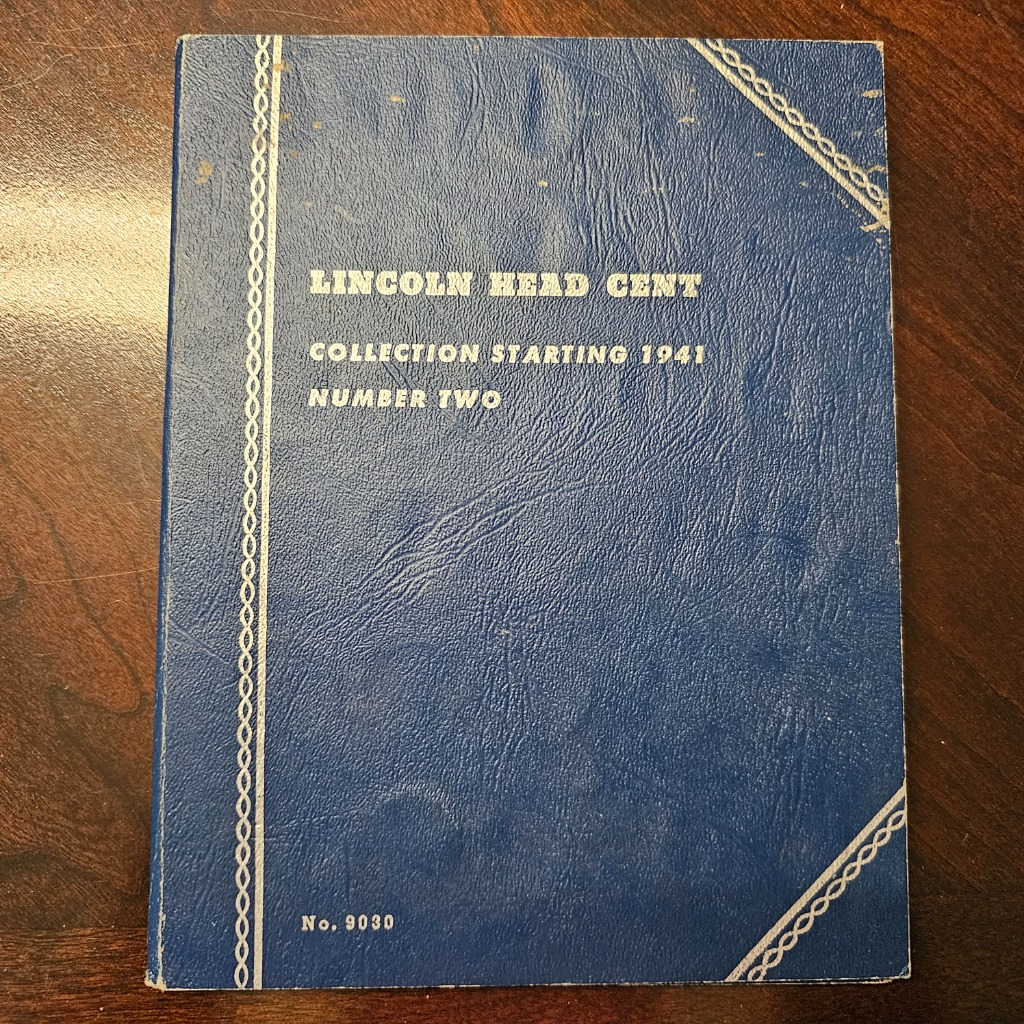 LINCOLN HEAD CENT
COLLECTION STARTING 1941
NUMBER TWO
No. 9030